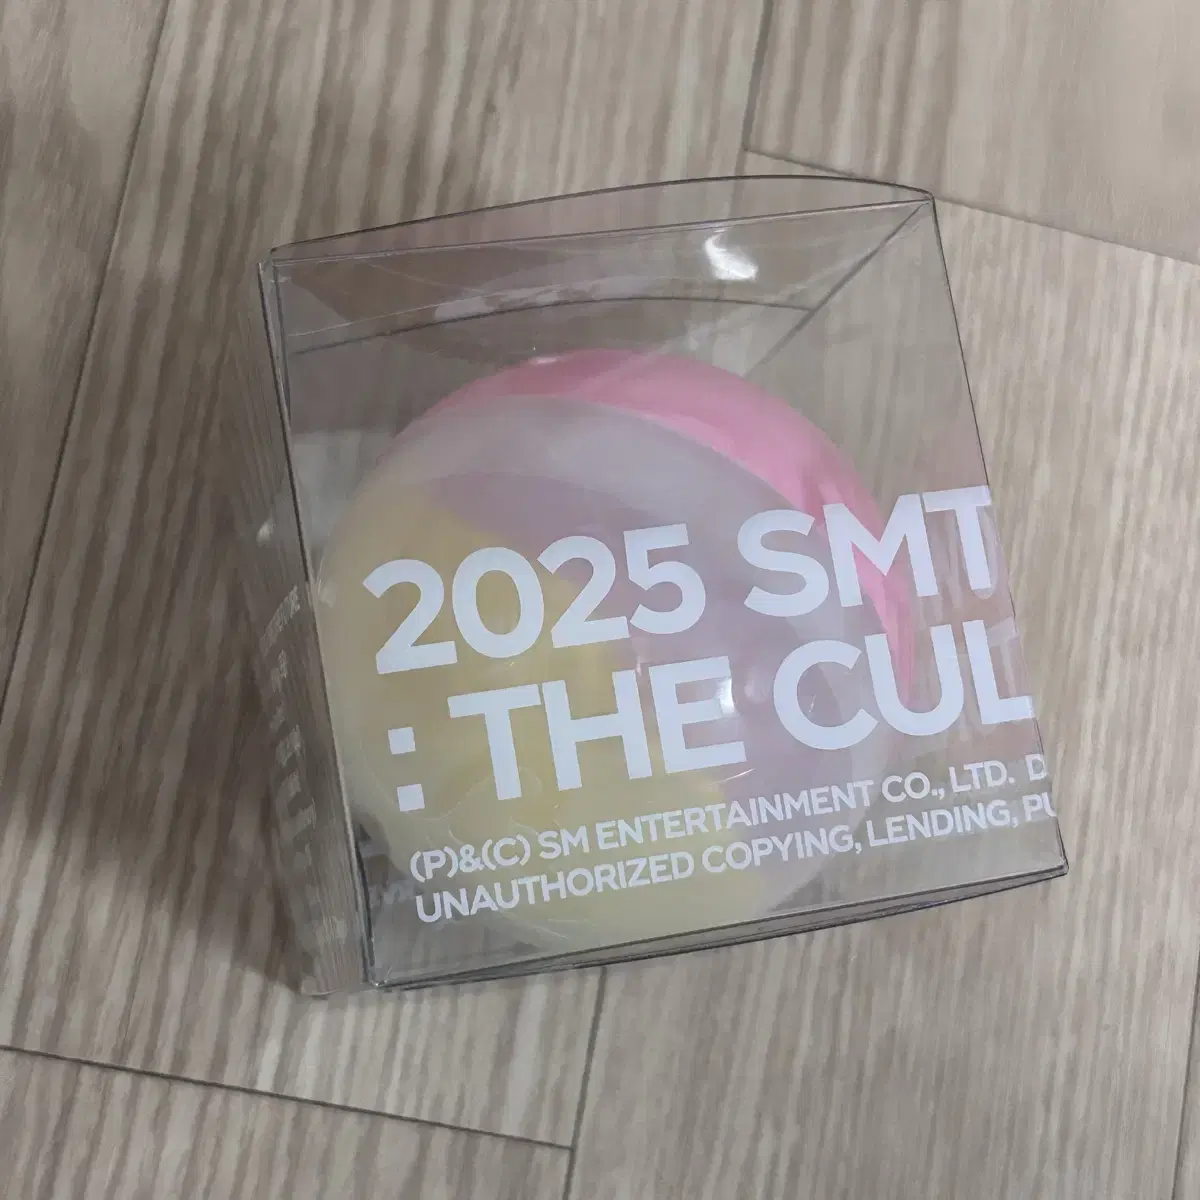 2025 SMT
: THE CUL
(P)&(C) SM ENTERTAINMENT CO., LTD. D
UNAUTHORIZED COPYING, LENDING, PU